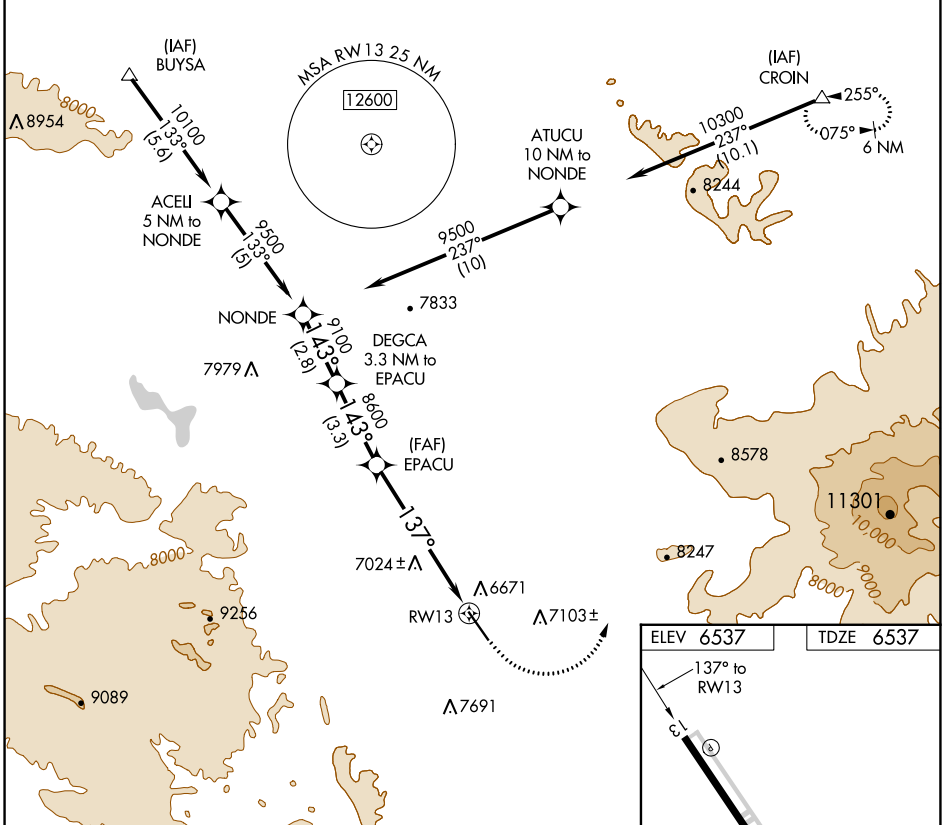 (IAF)
BUYSA
10100
133°
(5.6)
8000
8954
MSA RW13 25 NM
12600
(IAF)
CROIN
255°
075°
6 NM
10300
237°
(10.1)
ATUCU
10 NM to
NONDE
8244
ACELI
5 NM to
NONDE
9500
133°
(5)
9500
237°
(10)
7833
NONDE
9100
143°
(2.8)
DEGCA
3.3 NM to
EPACU
7979
8600
143°
(3.3)
(FAF)
EPACU
8578
11301
10,000
9000
8000
8247
137°
8000
7024±
6671
RW13
7103±
9256
9089
7691
ELEV 6537
TDZE 6537
137° to
RW13
13
P